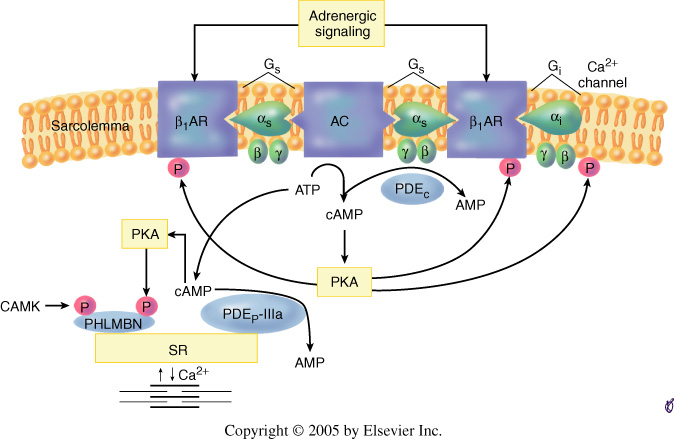 Adrenergic
signaling
Gs
Gs
Gi
Ca2+
channel
Sarcolemma
β1AR
αs
AC
αs
β1AR
αi
β
γ
γ
β
γ
β
P
P
P
ATP
PDEc
cAMP
AMP
PKA
cAMP
PKA
CAMK
P
P
PHLMBN
PDEP-IIIa
SR
AMP
Ca2+
Copyright © 2005 by Elsevier Inc.